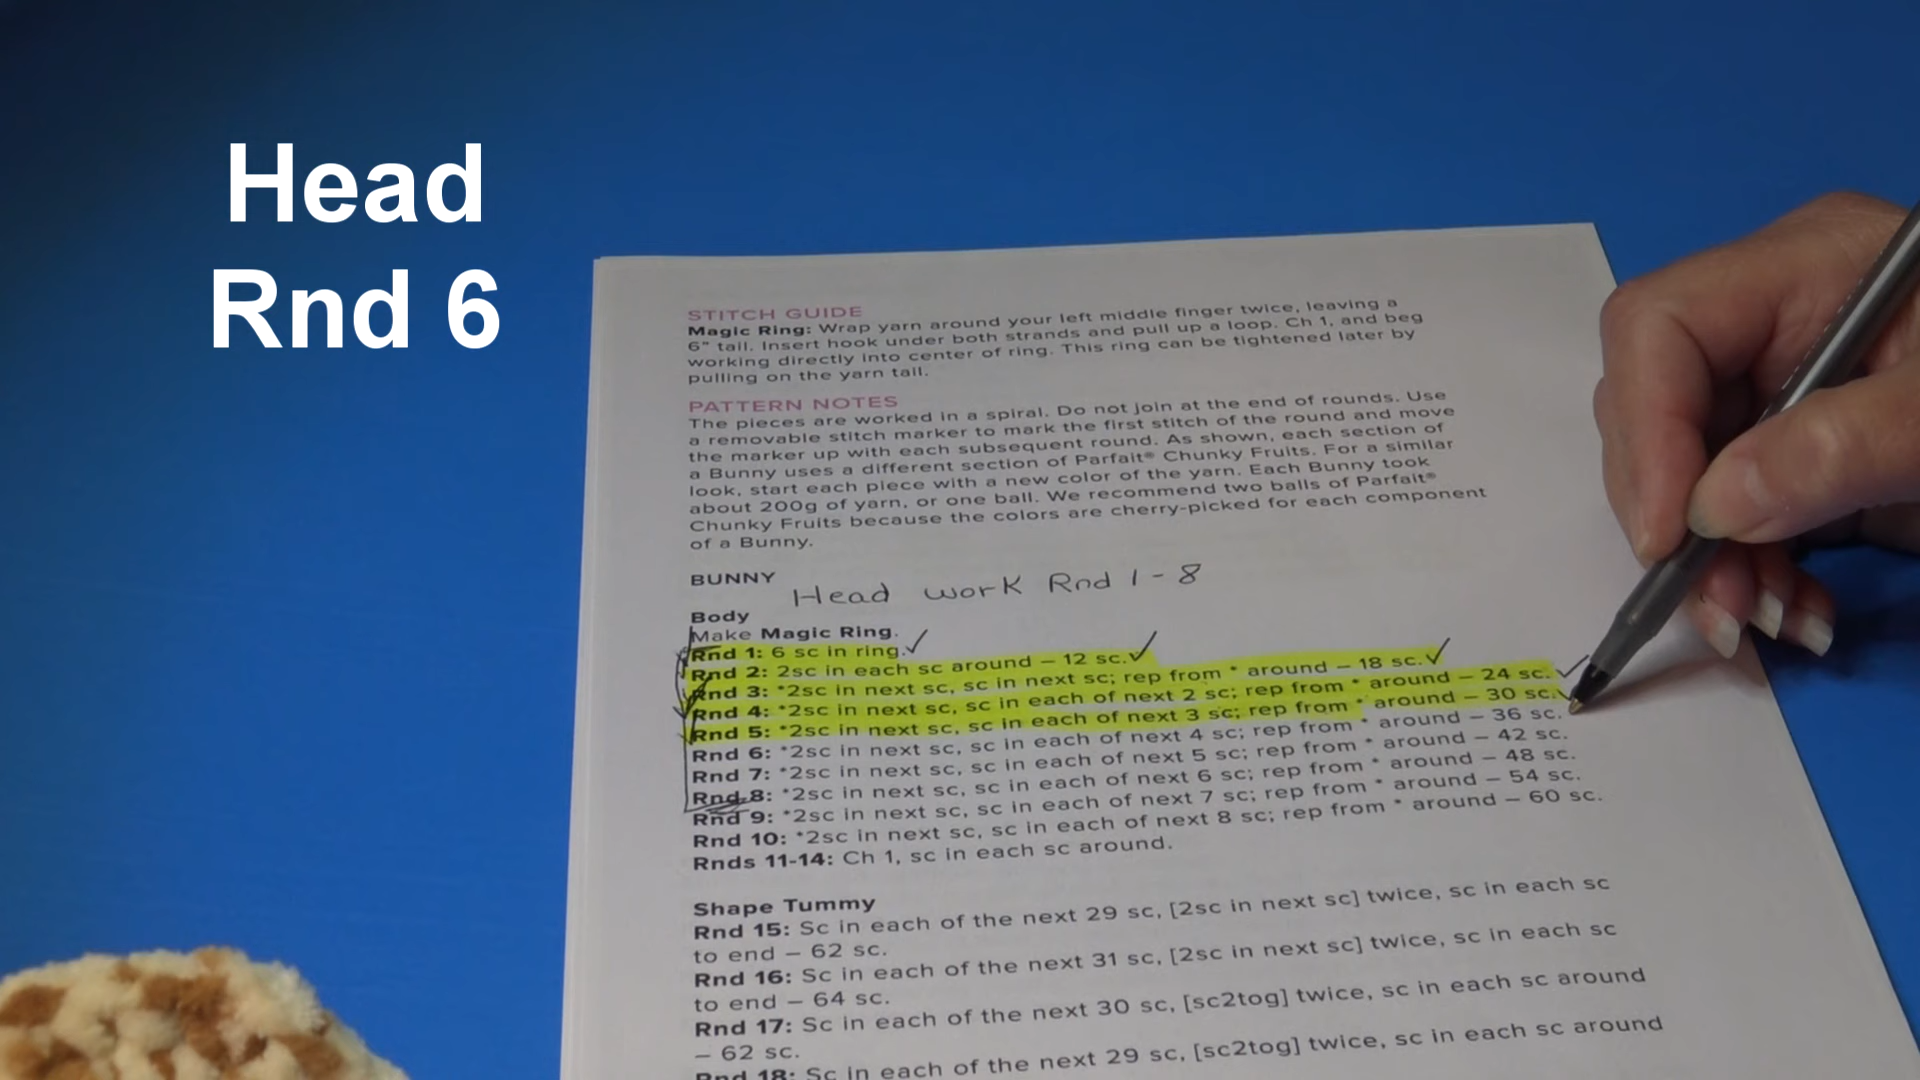 Head
Rnd 6
STITCH GUIDE
Magic Ring: Wrap yarn around your left middle finger twice, leaving a
6" tail. Insert hook under both strands and pull up a loop. Ch 1, and beg
working directly into center of ring. This ring can be tightened later by
pulling on the yarn tail.
PATTERN NOTES
The pieces are worked in a spiral. Do not join at the end of rounds. Use
a removable stitch marker to mark the first stitch of the round and move
the marker up with each subsequent round. As shown, each section of
a Bunny uses a different section of Parfait® Chunky Fruits. For a similar
look, start each piece with a new color of the yarn. Each Bunny took
about 200g of yarn, or one ball. We recommend two balls of Parfait®
Chunky Fruits because the colors are cherry-picked for each component
of a Bunny.
BUNNY
Head work Rnd 1-8
Body
Make Magic Ring.
Rnd 1: 6 sc in ring.
Rnd 2: 2sc in each sc around – 12 sc.
Rnd 3: *2sc in next sc, sc in next sc; rep from * around – 18 sc.
Rnd 4: *2sc in next sc, sc in each of next 2 sc; rep from * around – 24 sc.
Rnd 5: *2sc in next sc, sc in each of next 3 sc; rep from * around – 30 sc.
Rnd 6: *2sc in next sc, sc in each of next 4 sc; rep from * around – 36 sc.
Rnd 7: *2sc in next sc, sc in each of next 5 sc; rep from * around – 42 sc.
Rnd 8: *2sc in next sc, sc in each of next 6 sc; rep from * around – 48 sc.
Rnd 9: *2sc in next sc, sc in each of next 7 sc; rep from * around – 54 sc.
Rnd 10: *2sc in next sc, sc in each of next 8 sc; rep from * around – 60 sc.
Rnds 11-14: Ch 1, sc in each sc around.
Shape Tummy
Rnd 15: Sc in each of the next 29 sc, [2sc in next sc] twice, sc in each sc
to end – 62 sc.
Rnd 16: Sc in each of the next 31 sc, [2sc in next sc] twice, sc in each sc
to end – 64 sc.
Rnd 17: Sc in each of the next 30 sc, [sc2tog] twice, sc in each sc around
– 62 sc.
Rnd 18: Sc in each of the next 29 sc, [sc2tog] twice, sc in each sc around